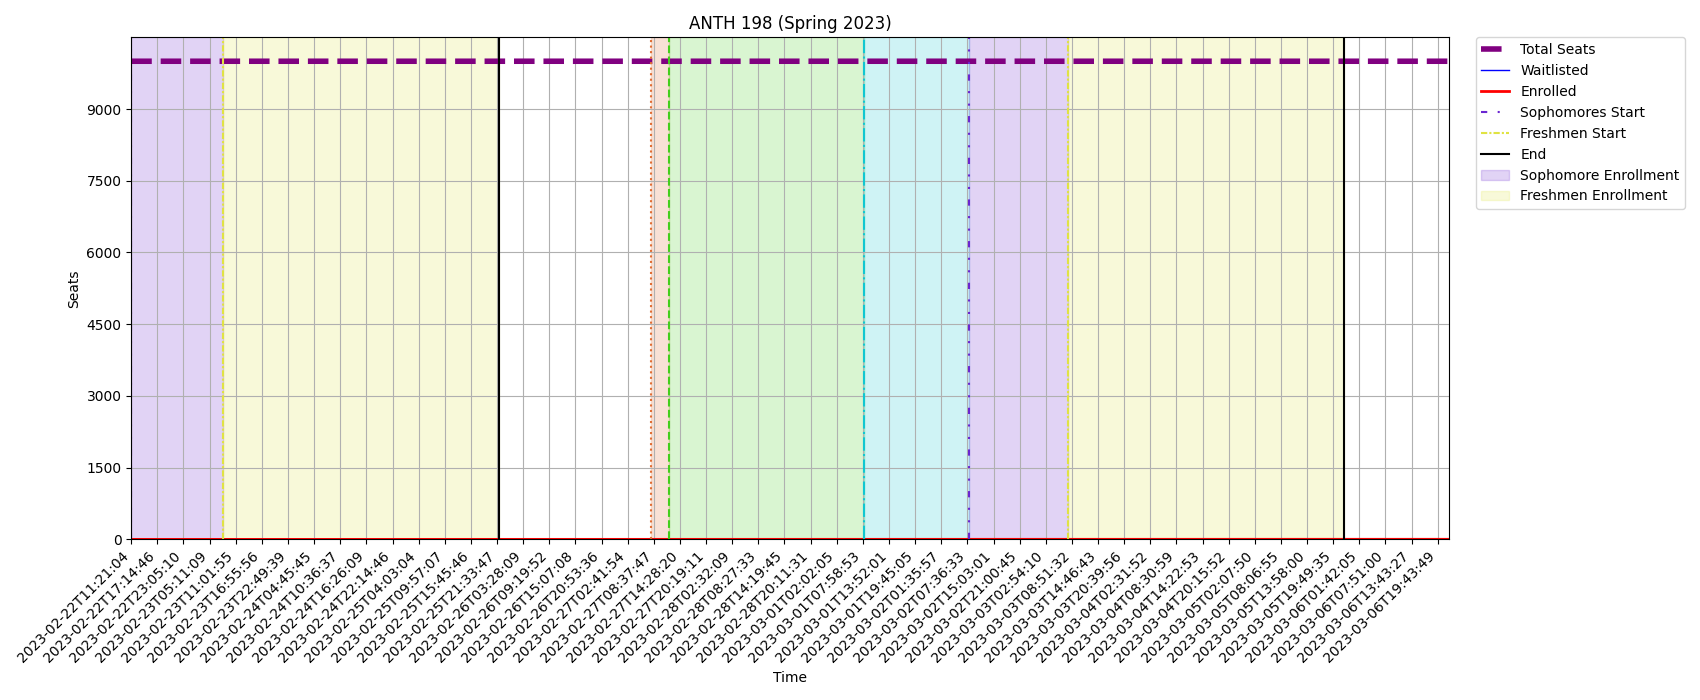 ANTH 198 (Spring 2023)
Total Seats
Waitlisted
Enrolled
Sophomores Start
Freshmen Start
End
Sophomore Enrollment
Freshmen Enrollment
9000
7500
6000
4500
3000
1500
0
Seats
2023-02-22T11:21:04
2023-02-22T17:14:46
2023-02-22T23:05:10
2023-02-23T05:11:09
2023-02-23T11:01:55
2023-02-23T16:55:56
2023-02-23T22:49:39
2023-02-24T04:45:45
2023-02-24T10:36:37
2023-02-24T16:26:09
2023-02-24T22:14:46
2023-02-25T04:03:04
2023-02-25T09:57:07
2023-02-25T15:45:46
2023-02-25T21:33:47
2023-02-26T03:28:09
2023-02-26T09:19:52
2023-02-26T15:07:08
2023-02-26T20:53:36
2023-02-27T02:41:54
2023-02-27T08:37:47
2023-02-27T14:28:20
2023-02-27T20:19:11
2023-02-28T02:32:09
2023-02-28T08:27:33
2023-02-28T14:19:45
2023-02-28T20:11:31
2023-03-01T02:02:05
2023-03-01T07:58:53
2023-03-01T13:52:01
2023-03-01T19:45:05
2023-03-02T01:35:57
2023-03-02T07:36:33
2023-03-02T15:03:01
2023-03-02T21:00:45
2023-03-03T02:54:10
2023-03-03T08:51:32
2023-03-03T14:46:43
2023-03-03T20:39:56
2023-03-04T02:31:52
2023-03-04T08:30:59
2023-03-04T14:22:53
2023-03-04T20:15:52
2023-03-05T02:07:50
2023-03-05T08:06:55
2023-03-05T13:58:00
2023-03-05T19:49:35
2023-03-06T01:42:05
2023-03-06T07:51:00
2023-03-06T13:43:27
2023-03-06T19:43:49
Time